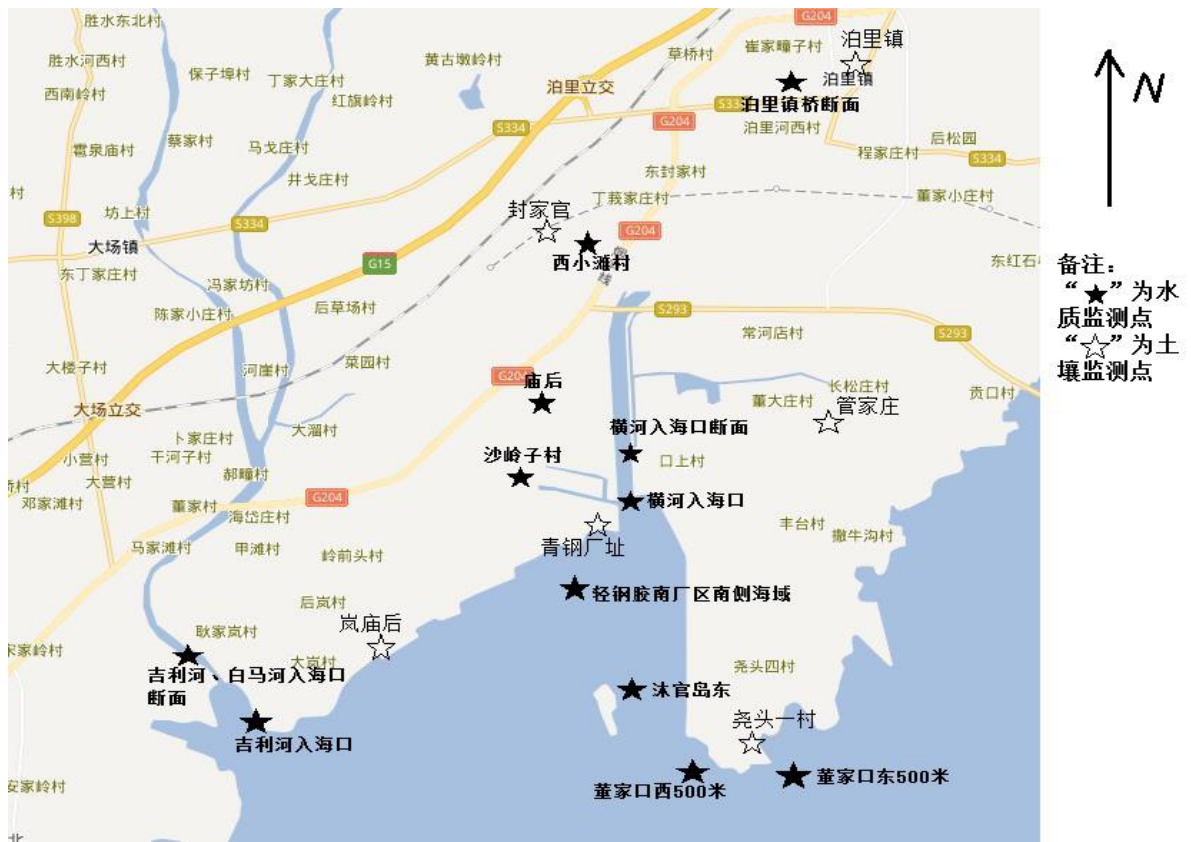 胜水东北村
G204
胜水河西村
保子埠村
丁家大庄村
黄古墩岭村
草桥村
崔家疃子村
泊里镇
西南岭村
红旗岭村
泊里立交
泊里镇
泊里镇桥断面
N
蔡家村
S334
G204
S334
泊里河西村
后松园
雹泉庙村
马戈庄村
程家庄村
S334
村
井戈庄村
东封家村
坊上村
丁莪家庄村
董家小庄村
S398
S334
封家官
G204
大场镇
G15
西小滩村
东红石
东丁家庄村
冯家坊村
线
备注：
“★”为水
质监测点
“☆”为土
壤监测点
陈家小庄村
后草场村
S293
常河店村
S293
大楼子村
河崖村
菜园村
G204
庙后
长松庄村
贡口村
大场立交
董大庄村
管家庄
卜家庄村
大溜村
横河入海口断面
小营村
干河子村
沙岭子村
口上村
大营村
郝疃村
邓家滩村
董家村
G204
横河入海口
海岱庄村
丰台村
撒牛沟村
马家滩村
甲滩村
岭前头村
青钢厂址
轻钢胶南厂区南侧海域
后岚村
耿家岚村
岚庙后
宋家岭村
大岚村
尧头四村
吉利河、白马河入海口
断面
沐官岛东
尧头一村
吉利河入海口
董家口西500米
董家口东500米
安家岭村
北